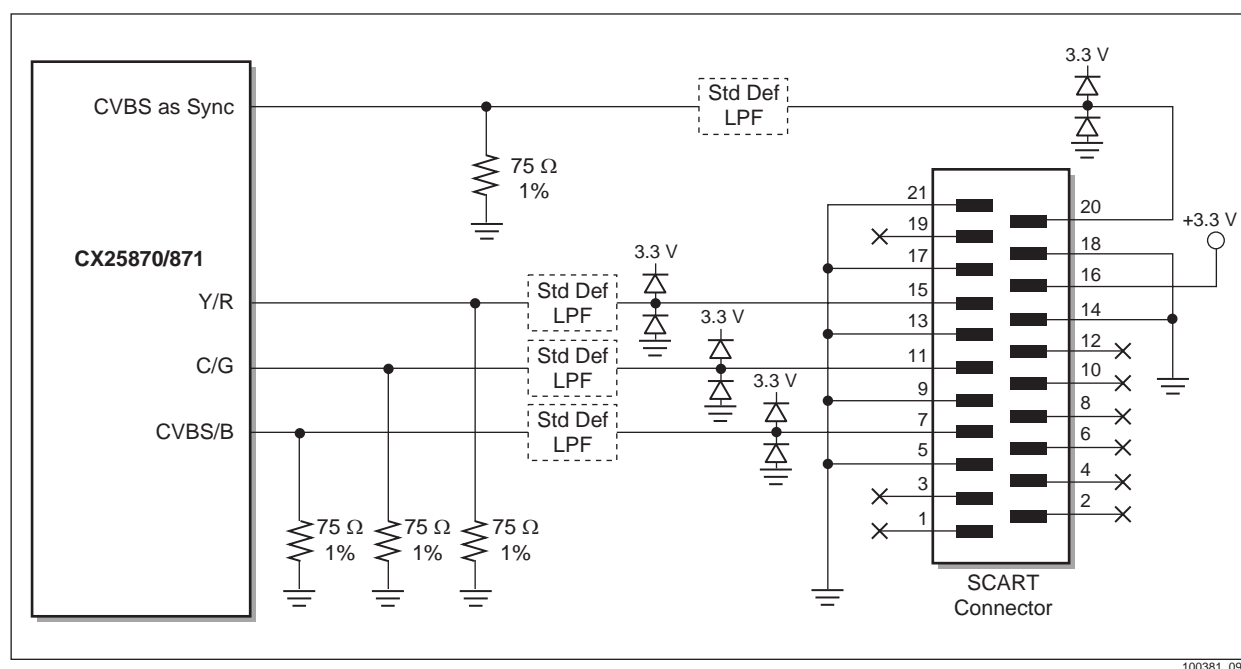 3.3 V
CVBS as Sync
Std Def
LPF
75 Ω
1%
21
20
+3.3 V
19
18
CX25870/871
17
16
3.3 V
Y/R
Std Def
LPF
15
14
3.3 V
13
12
C/G
Std Def
LPF
11
10
3.3 V
9
8
CVBS/B
Std Def
LPF
7
6
5
4
3
2
1
75 Ω
1%
75 Ω
1%
75 Ω
1%
SCART
Connector
100381_09